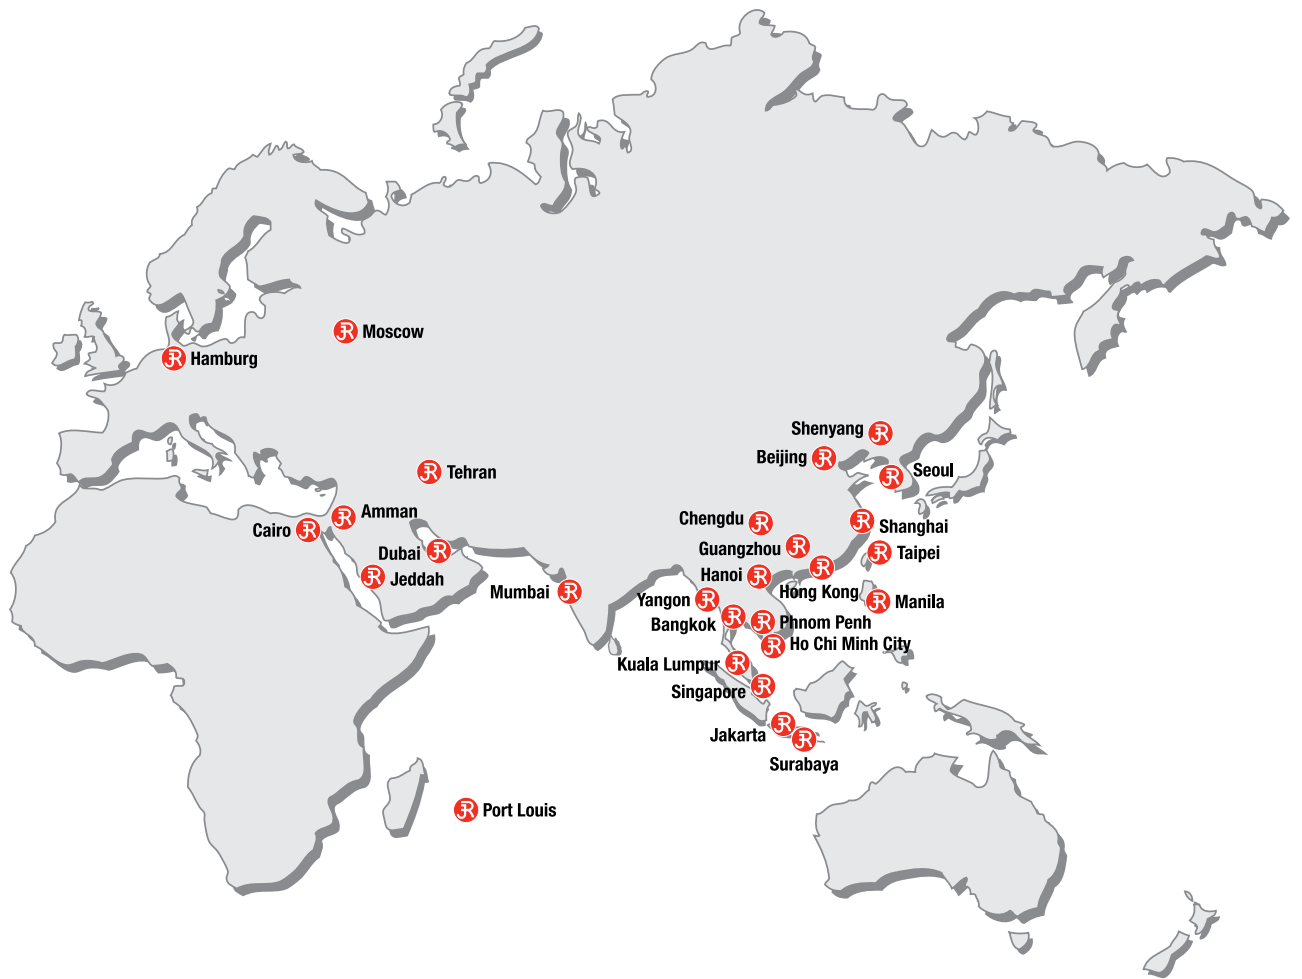 Moscow
Hamburg
Shenyang
Beijing
Seoul
Tehran
Amman
Chengdu
Shanghai
Cairo
Guangzhou
Taipei
Dubai
Hanoi
Jeddah
Hong Kong
Mumbai
Yangon
Manila
Bangkok
Phnom Penh
Ho Chi Minh City
Kuala Lumpur
Singapore
Jakarta
Surabaya
Port Louis